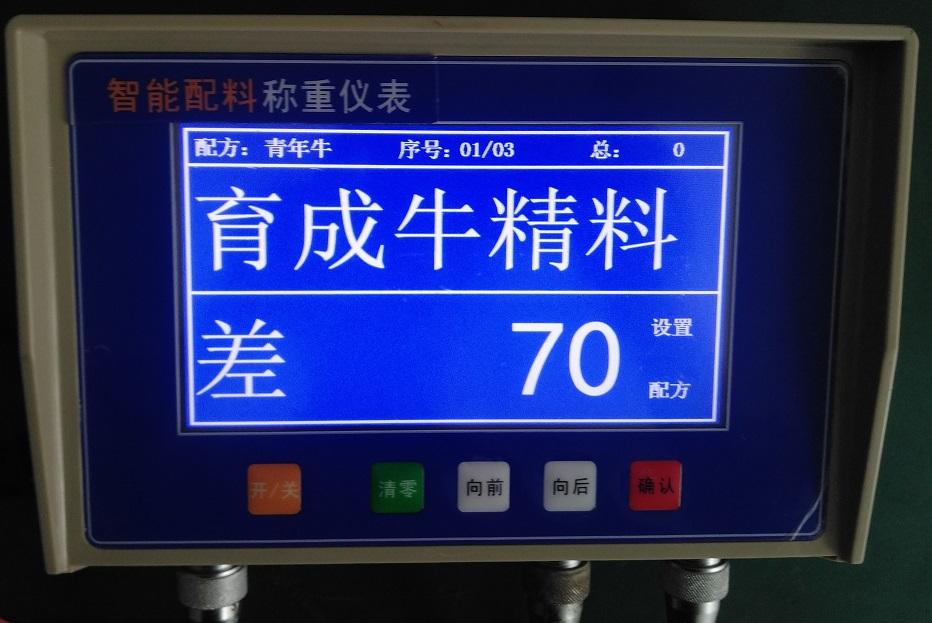 智能配料称重仪表
配方：青年牛 序号：01/03 总： 0
育成牛精料
差 70 设置
配方
开/关 清零 向前 向后 确认